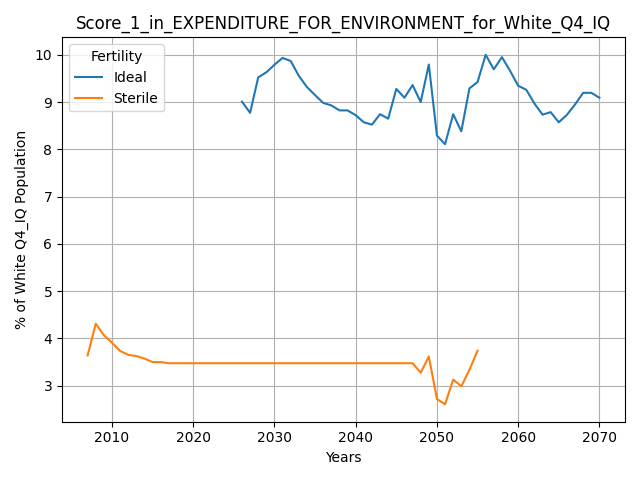 Score_1_in_EXPENDITURE_FOR_ENVIRONMENT_for_White_Q4_IQ
Fertility
Ideal
Sterile
% of White Q4_IQ Population
10
9
8
7
6
5
4
3
2010 2020 2030 2040 2050 2060 2070
Years